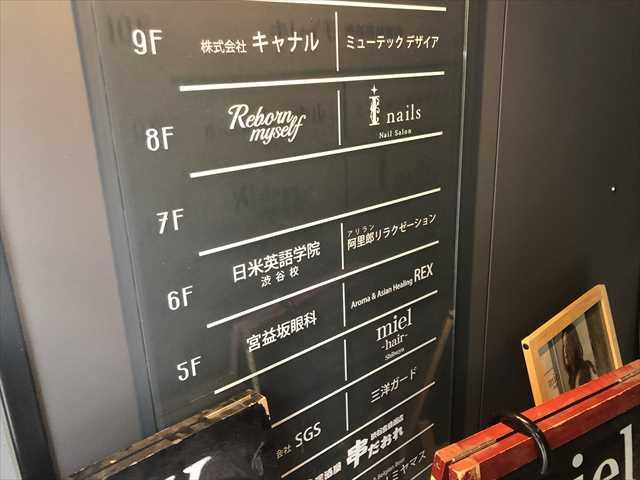 9F
株式会社 キャナル
ミューテック デザイア
8F
Reborn
myself
nails
Nail Salon
7F
6F
日米英語学院
渋谷校
アリラン
阿里郎リラクゼーション
5F
宮益坂眼科
Aroma & Asian Healing REX
miel
-hair-
Shibuya
会社 SGS
三洋ガード
串だおれ
miel